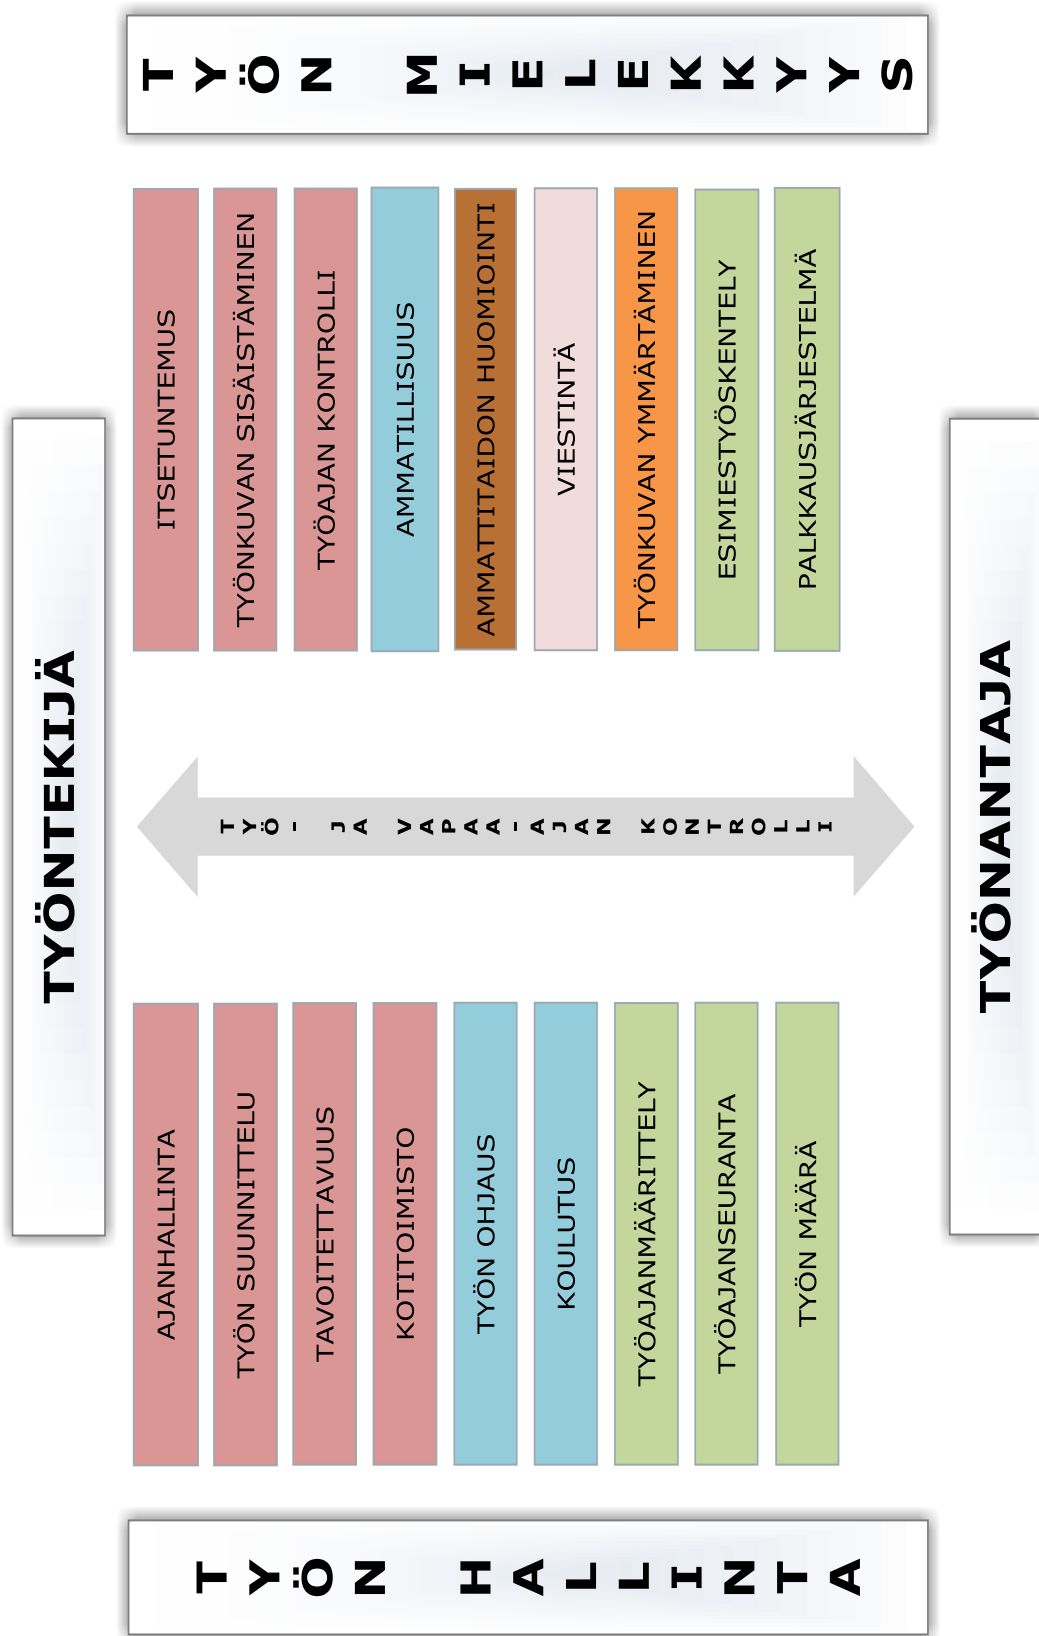 TYÖNTEKIJÄ
TYÖN HALLINTA
AJANHALLINTA
TYÖN SUUNNITTELU
TAVOITETTAVUUS
KOTITOIMISTO
TYÖN OHJAUS
KOULUTUS
TYÖAJANMÄÄRITTELY
TYÖAJANSEURANTA
TYÖN MÄÄRÄ
TYÖ- JA VAPAA-AJAN KONTROLLI
ITSETUNTEMUS
TYÖNKUVAN SISÄISTÄMINEN
TYÖAJAN KONTROLLI
AMMATILLISUUS
AMMATTITAIDON HUOMIOINTI
VIESTINTÄ
TYÖNKUVAN YMMÄRTÄMINEN
ESIMIESTYÖSKENTELY
PALKKAUSJÄRJESTELMÄ
TYÖN MIELEKKYYS
TYÖNANTAJA